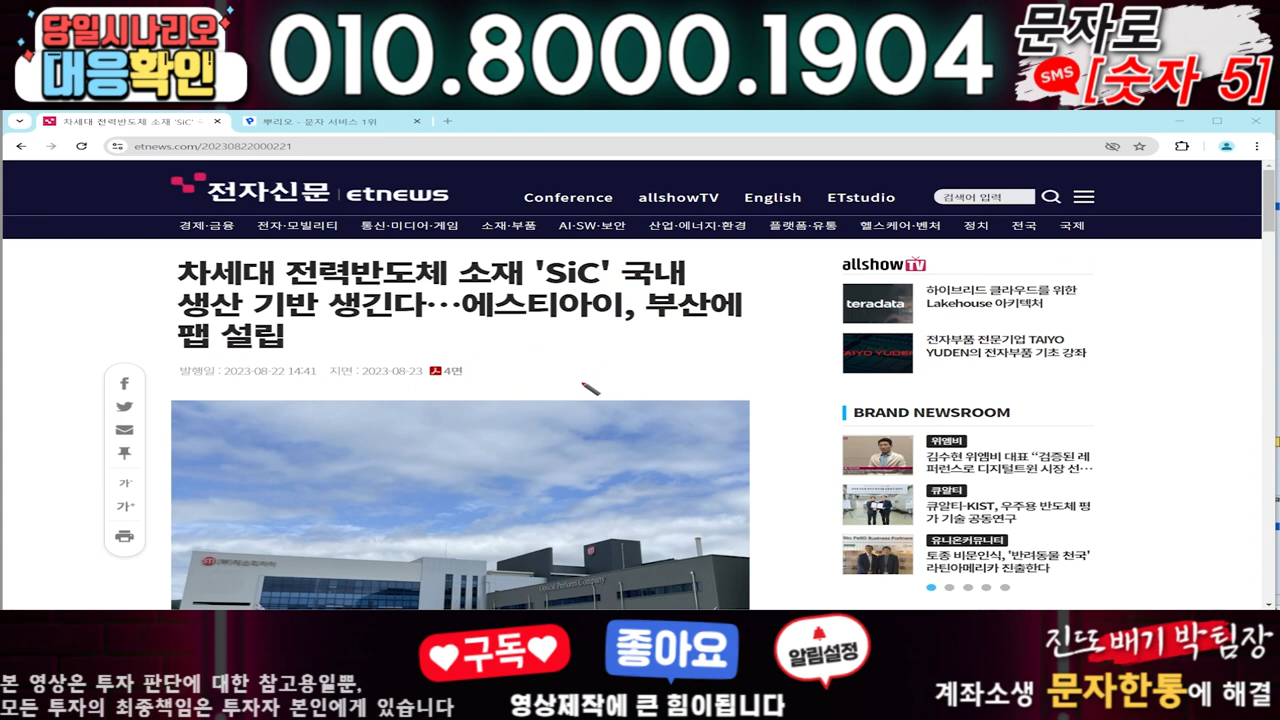 당일시나리오
대응확인
010.8000.1904
문자로
SMS
[숫자 5]
차세대 전력반도체 소재 'SiC' 국
뿌리오 - 문자 서비스 1위
etnews.com/20230822000221
전자신문 | etnews
Conference
allshowTV
English
ETstudio
검색어 입력
경제·금융
전자·모빌리티
통신·미디어·게임
소재·부품
AI·SW·보안
산업·에너지·환경
플랫폼·유통
헬스케어·벤처
정치
전국
국제
차세대 전력반도체 소재 'SiC' 국내
생산 기반 생긴다…에스티아이, 부산에
팹 설립
발행일 : 2023-08-22 14:41 지면 : 2023-08-23 4면
가-
가+
Optical Perform Company
allshowTV
teradata
하이브리드 클라우드를 위한
Lakehouse 아키텍처
TAIYO YUDEN
전자부품 전문기업 TAIYO
YUDEN의 전자부품 기초 강좌
BRAND NEWSROOM
위엠비
김수현 위엠비 대표 “검증된 레
퍼런스로 디지털트윈 시장 선…
큐알티
큐알티-KIST, 우주용 반도체 평
가 기술 공동연구
유니온커뮤니티
토종 비문인식, '반려동물 천국'
라틴아메리카 진출한다
구독
좋아요
알림설정
영상제작에 큰 힘이됩니다
본 영상은 투자 판단에 대한 참고용일뿐,
모든 투자의 최종책임은 투자자 본인에게 있습니다
진또배기 박팀장
계좌소생 문자한통에 해결